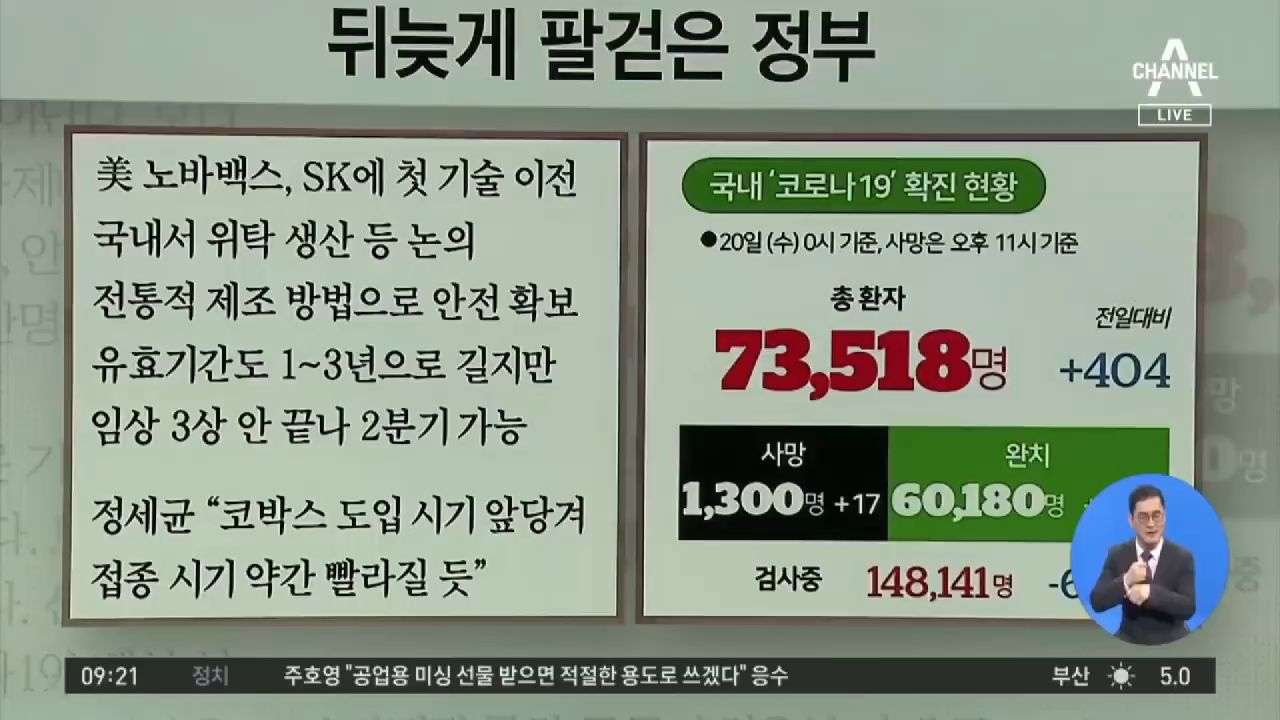 뒤늦게 팔걷은 정부
CHANNEL A
LIVE
美 노바백스, SK에 첫 기술 이전
국내서 위탁 생산 등 논의
전통적 제조 방법으로 안전 확보
유효기간도 1~3년으로 길지만
임상 3상 안 끝나 2분기 가능
정세균 “코박스 도입 시기 앞당겨
접종 시기 약간 빨라질 듯”
국내 ‘코로나19’ 확진 현황
●20일 (수) 0시 기준, 사망은 오후 11시 기준
총 환자
전일대비
73,518명 +404
사망
1,300명 +17
완치
60,180명
검사중 148,141명 -6
09:21 정치 주호영 "공업용 미싱 선물 받으면 적절한 용도로 쓰겠다" 응수 부산 5.0